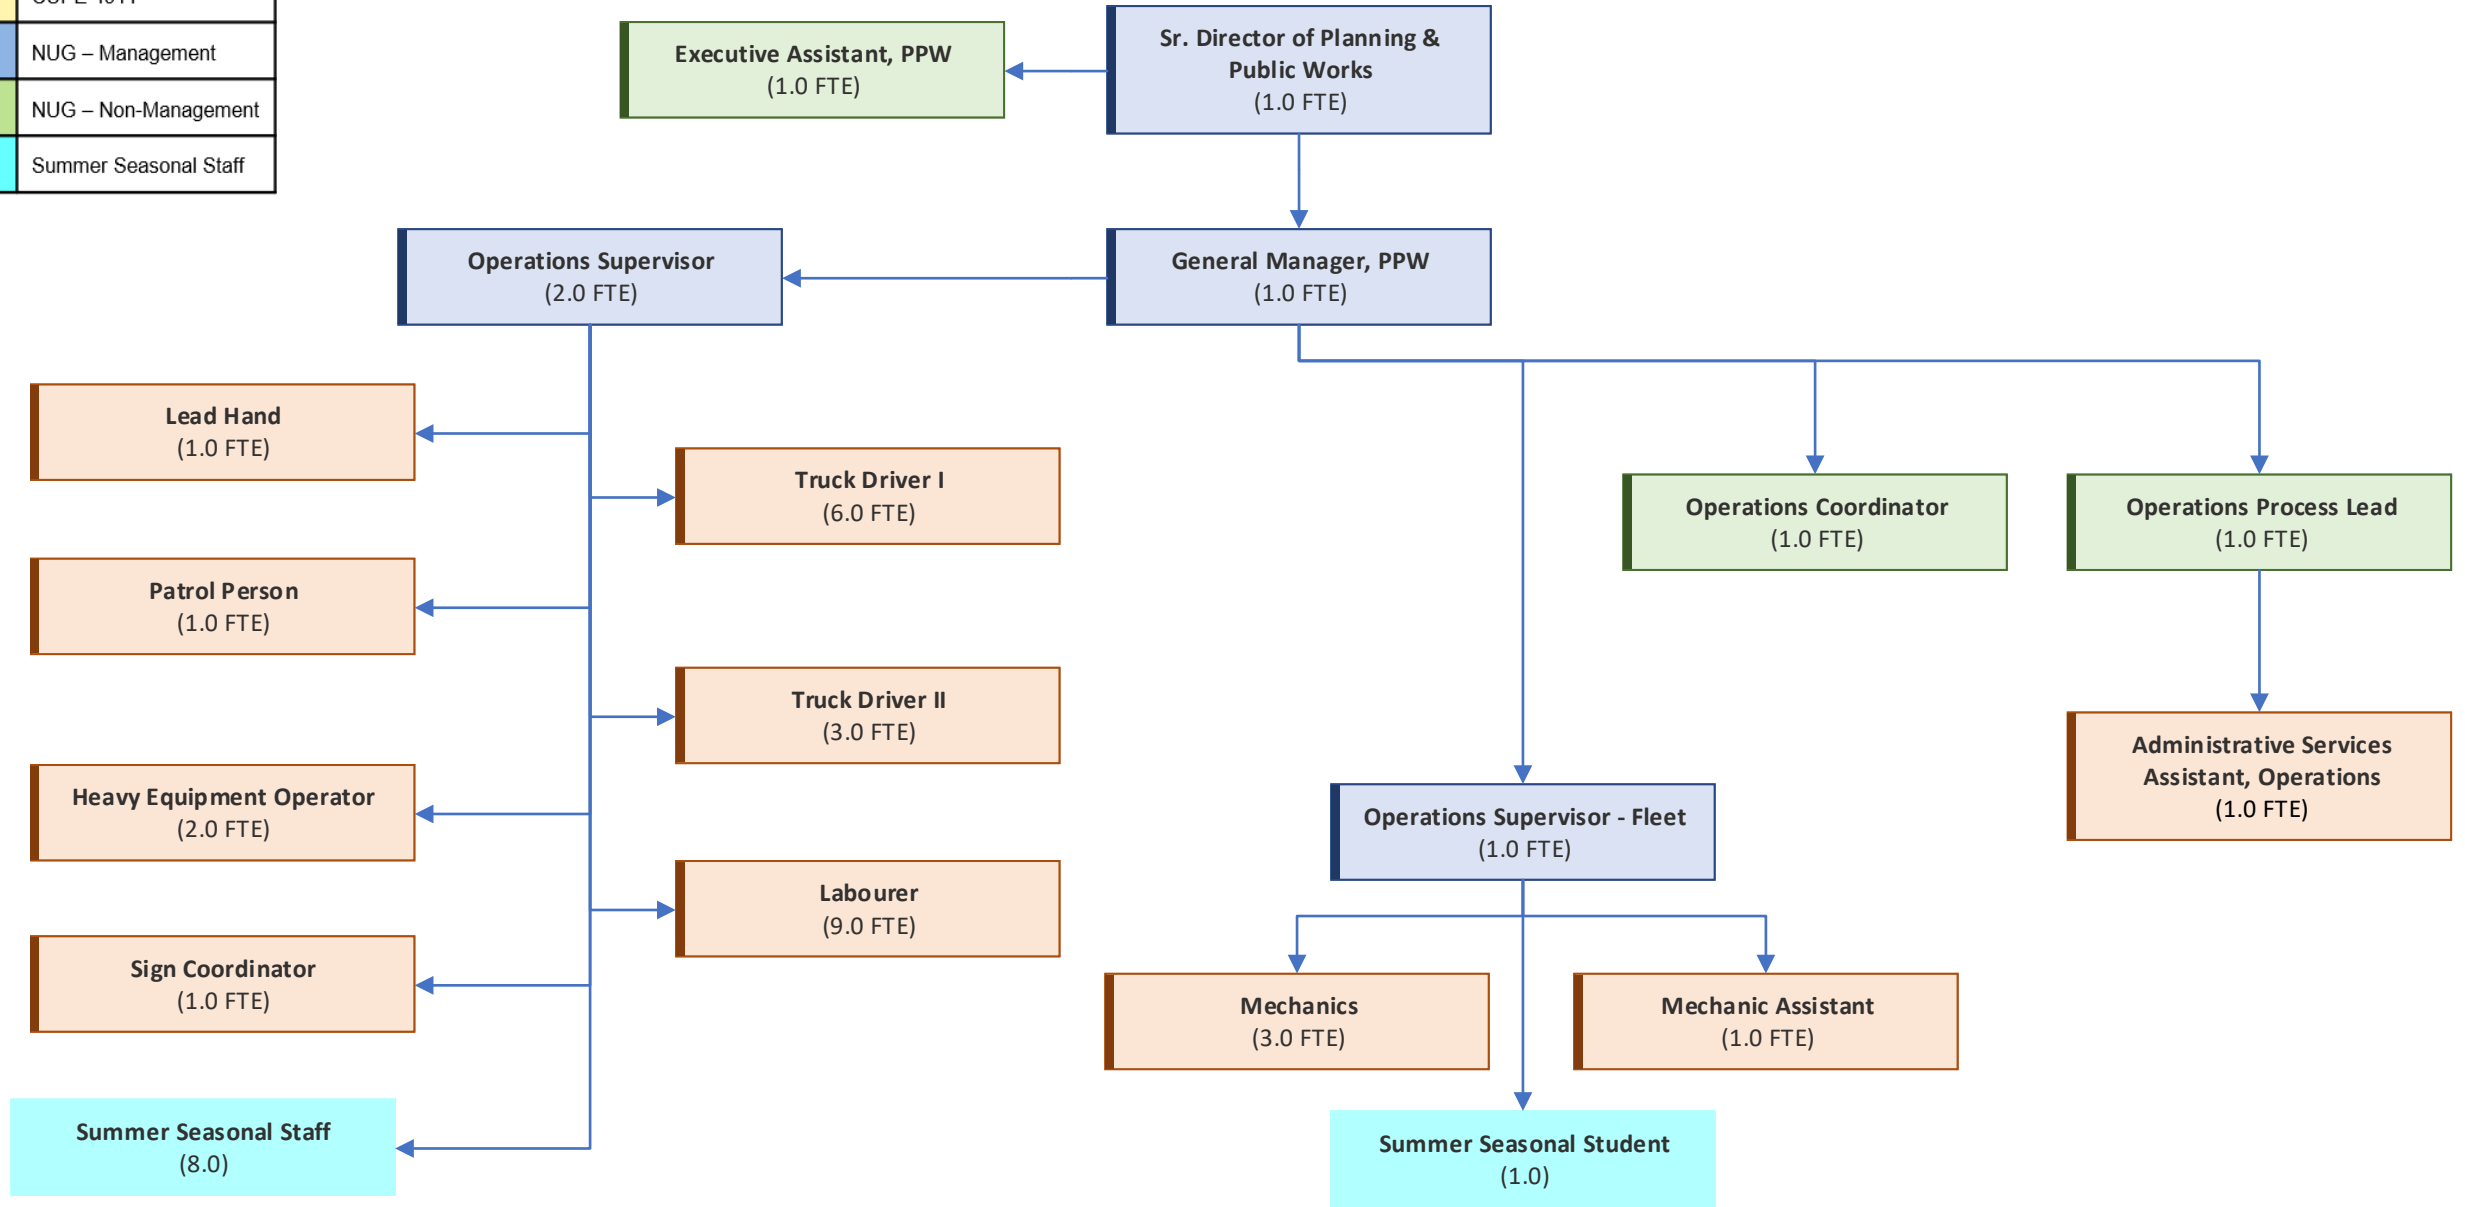 NUG – Management
NUG – Non-Management
Summer Seasonal Staff
Executive Assistant, PPW
(1.0 FTE)
Sr. Director of Planning &
Public Works
(1.0 FTE)
Operations Supervisor
(2.0 FTE)
General Manager, PPW
(1.0 FTE)
Lead Hand
(1.0 FTE)
Truck Driver I
(6.0 FTE)
Patrol Person
(1.0 FTE)
Truck Driver II
(3.0 FTE)
Heavy Equipment Operator
(2.0 FTE)
Labourer
(9.0 FTE)
Sign Coordinator
(1.0 FTE)
Summer Seasonal Staff
(8.0)
Operations Coordinator
(1.0 FTE)
Operations Process Lead
(1.0 FTE)
Administrative Services
Assistant, Operations
(1.0 FTE)
Operations Supervisor - Fleet
(1.0 FTE)
Mechanics
(3.0 FTE)
Mechanic Assistant
(1.0 FTE)
Summer Seasonal Student
(1.0)